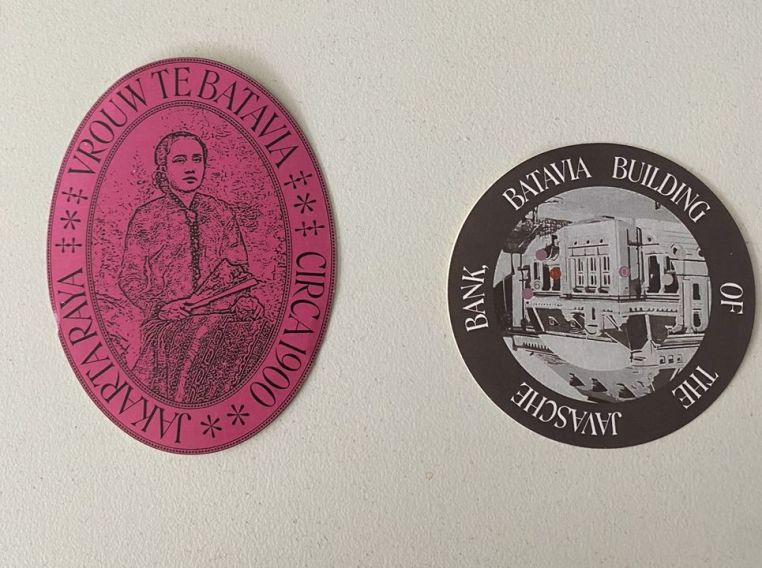 VROUW TE BATAVIA ‡*‡ CIRCA 1900 ** JAKARTA RAYA ‡*‡
BATAVIA BUILDING OF THE JAVASCHE BANK,